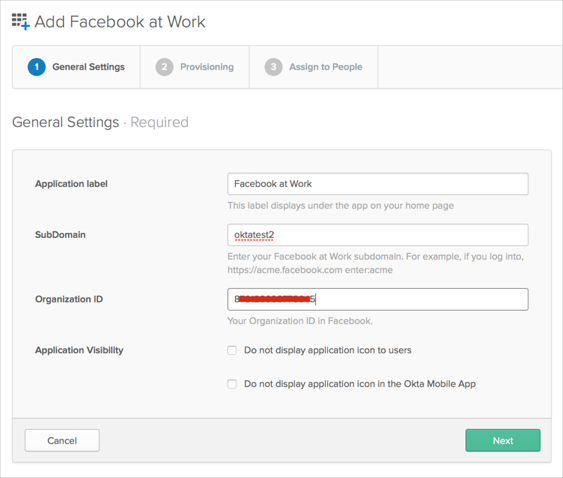 Add Facebook at Work
1 General Settings
2 Provisioning
3 Assign to People
General Settings · Required
Application label
Facebook at Work
This label displays under the app on your home page
SubDomain
oktatest2
Enter your Facebook at Work subdomain. For example, if you log into,
https://acme.facebook.com enter:acme
Organization ID
Your Organization ID in Facebook.
Application Visibility
Do not display application icon to users
Do not display application icon in the Okta Mobile App
Cancel
Next